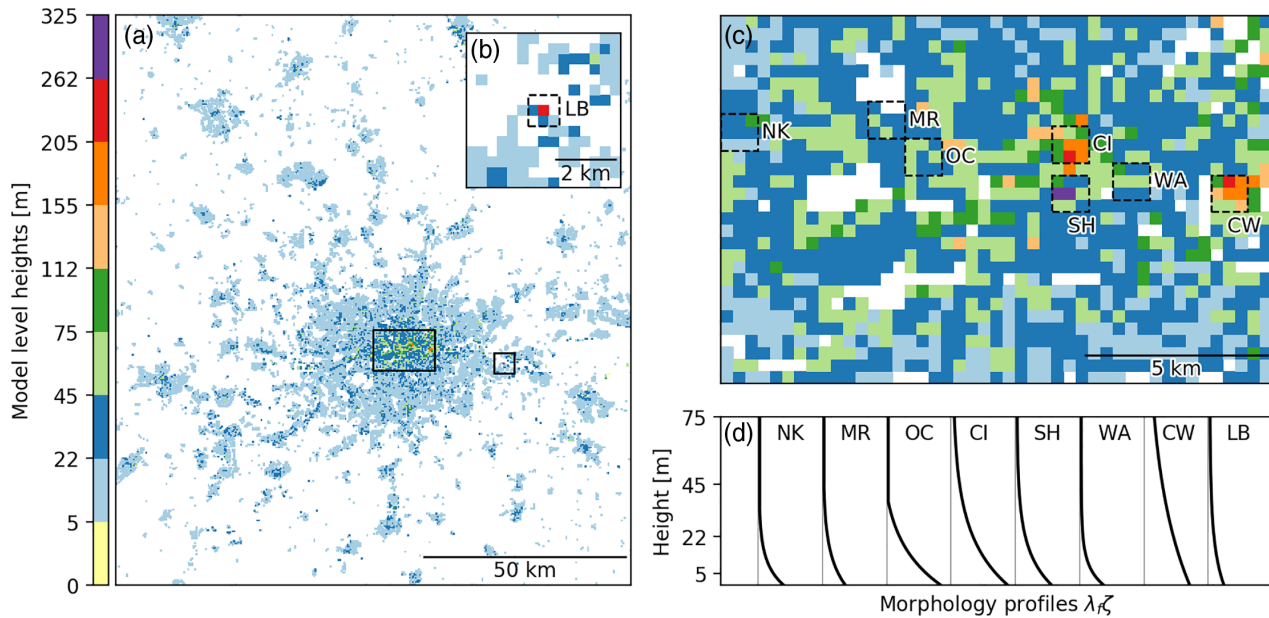 Model level heights [m]
325
262
205
155
112
75
45
22
5
0
(a)
50 km
(b)
LB
2 km
(c)
NK
MR
OC
CI
WA
SH
CW
5 km
(d)
NK MR OC CI SH WA CW LB
Height [m]
75
45
22
5
Morphology profiles λfζ